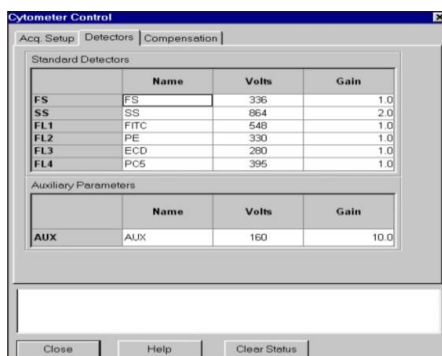 Cytometer Control
Acq. Setup Detectors Compensation
Standard Detectors
Name Volts Gain
FS FS 336 1.0
SS SS 864 2.0
FL1 FITC 548 1.0
FL2 PE 330 1.0
FL3 ECD 280 1.0
FL4 PC5 395 1.0
Auxiliary Parameters
Name Volts Gain
AUX AUX 160 10.0
Close Help Clear Status